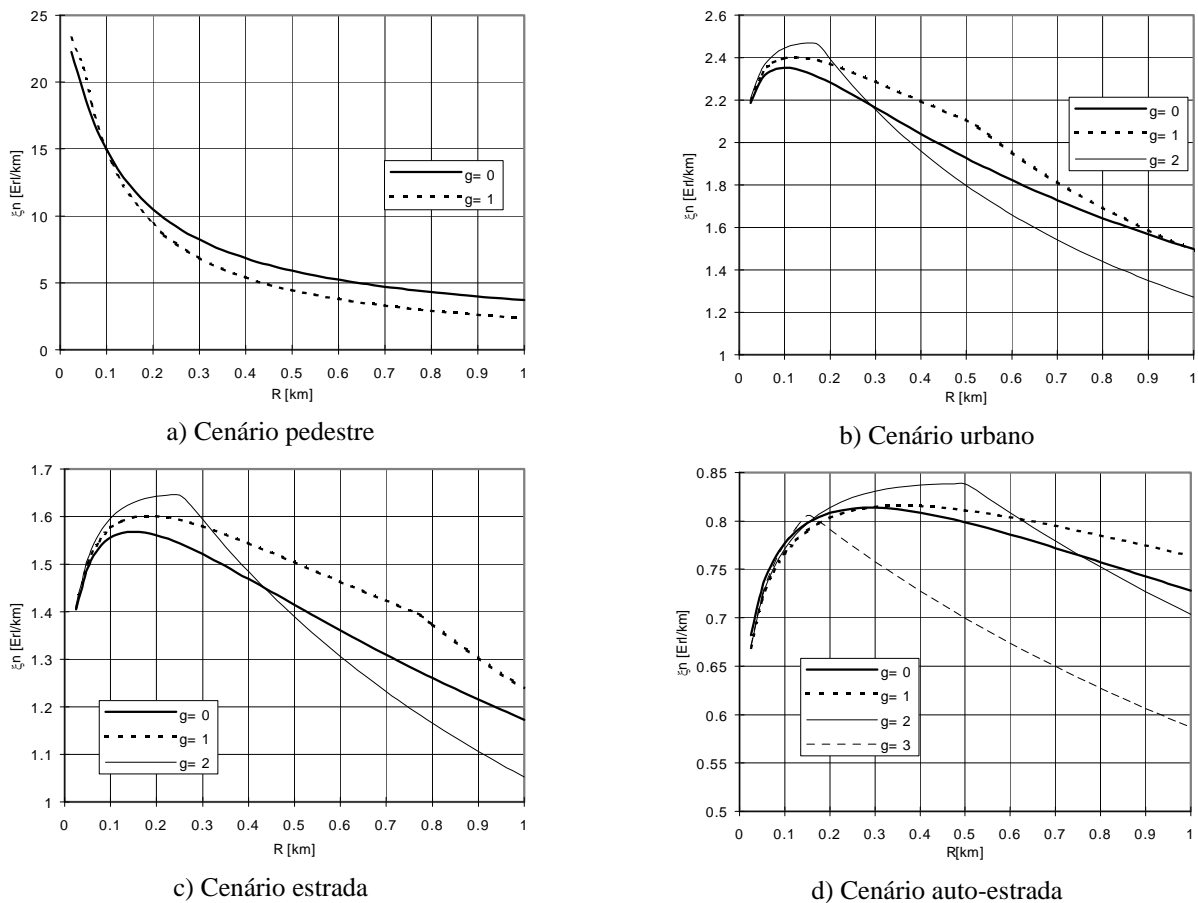 25
20
15
10
5
0
ξn [Erl/km]
g= 0
g= 1
0 0.1 0.2 0.3 0.4 0.5 0.6 0.7 0.8 0.9 1
R [km]
a) Cenário pedestre
2.6
2.4
2.2
2
1.8
1.6
1.4
1.2
1
ξn [Erl/km]
g= 0
g= 1
g= 2
0 0.1 0.2 0.3 0.4 0.5 0.6 0.7 0.8 0.9 1
R [km]
b) Cenário urbano
1.7
1.6
1.5
1.4
1.3
1.2
1.1
1
ξn [Erl/km]
g= 0
g= 1
g= 2
0 0.1 0.2 0.3 0.4 0.5 0.6 0.7 0.8 0.9 1
R [km]
c) Cenário estrada
0.85
0.8
0.75
0.7
0.65
0.6
0.55
0.5
ξn [Erl/km]
g= 0
g= 1
g= 2
g= 3
0 0.1 0.2 0.3 0.4 0.5 0.6 0.7 0.8 0.9 1
R[km]
d) Cenário auto-estrada